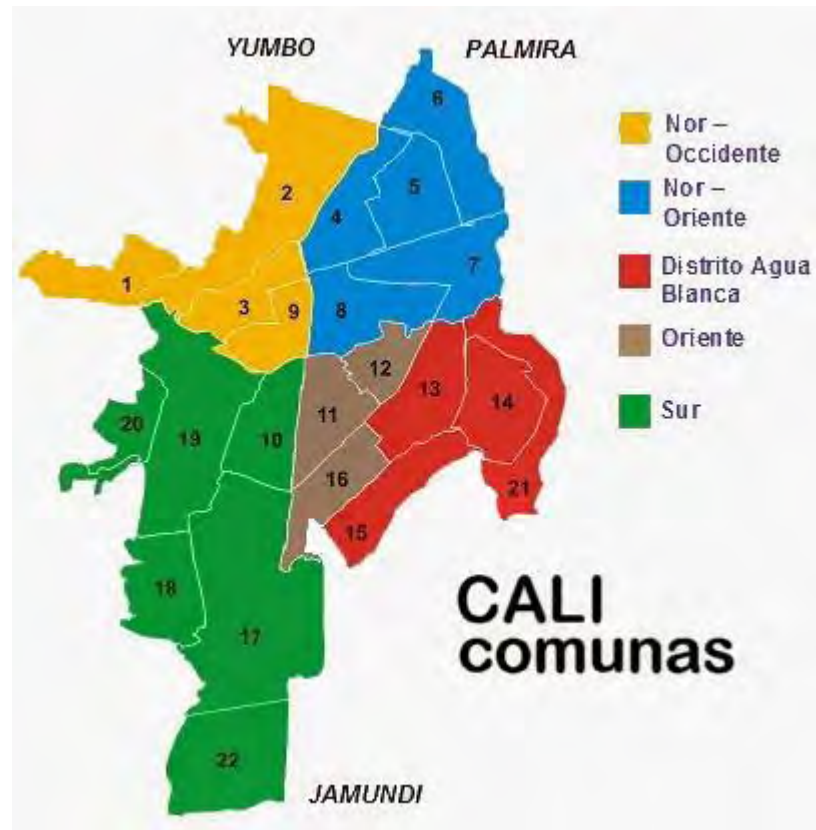 YUMBO
PALMIRA
6
Nor –
Occidente
5
2
Nor –
Oriente
4
7
Distrito Agua
Blanca
1
3
9
8
Oriente
12
13
14
11
Sur
20
19
10
16
21
15
18
CALI
comunas
17
22
JAMUNDI